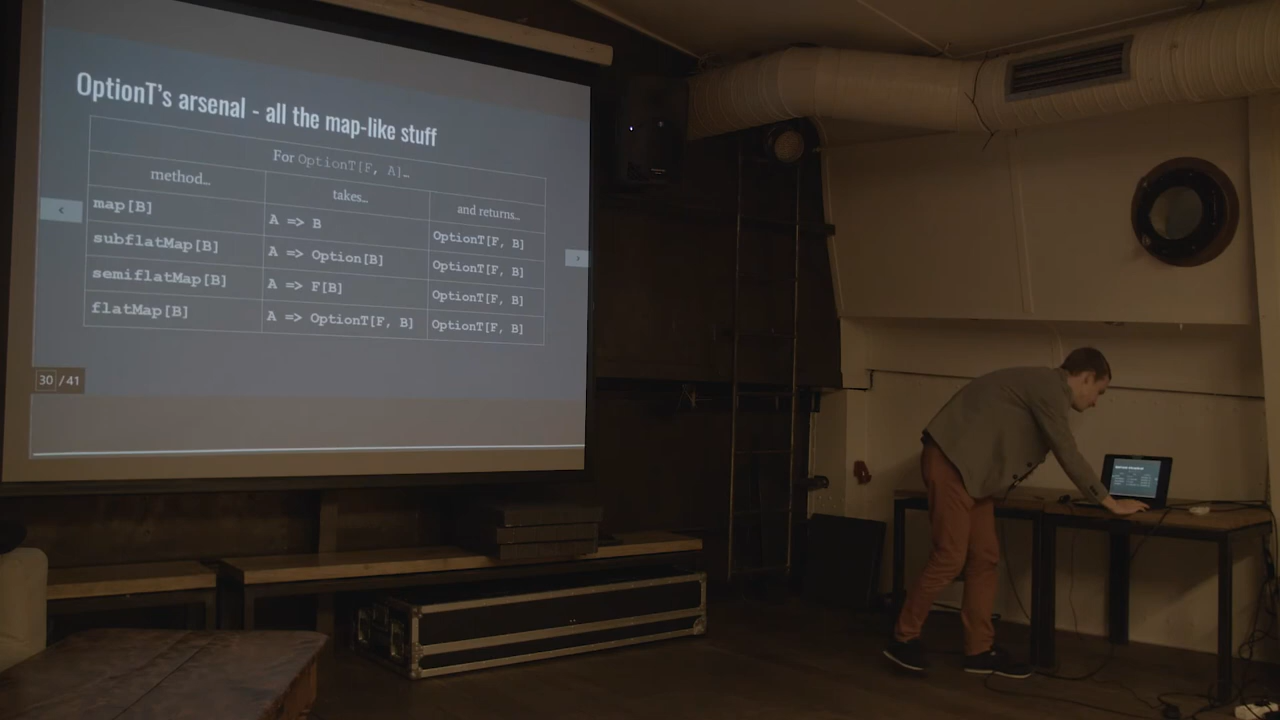 OptionT's arsenal - all the map-like stuff
For OptionT[F, A]…
method… takes… and returns…
map[B] A => B OptionT[F, B]
subflatMap[B] A => Option[B] OptionT[F, B]
semiflatMap[B] A => F[B] OptionT[F, B]
flatMap[B] A => OptionT[F, B] OptionT[F, B]
30 / 41